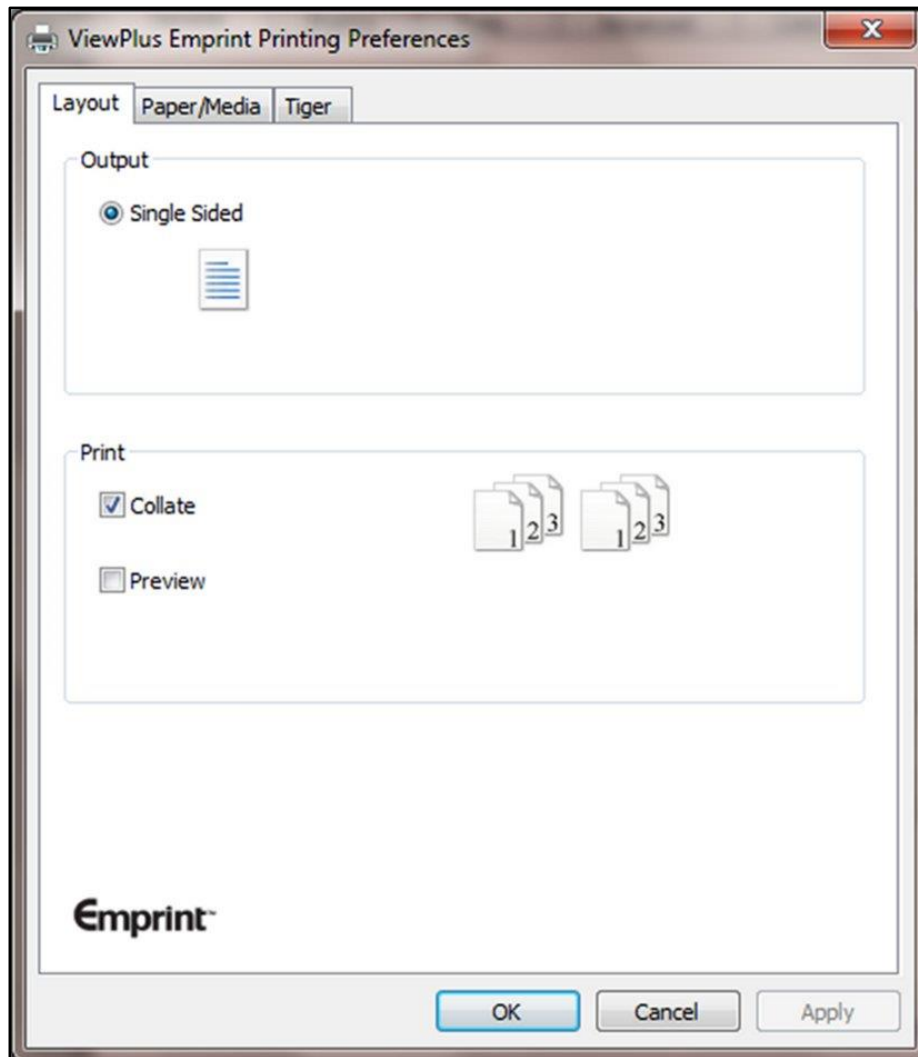 ViewPlus Emprint Printing Preferences
Layout Paper/Media Tiger
Output
Single Sided
Print
Collate
1 2 3 1 2 3
Preview
Emprint™
OK Cancel Apply